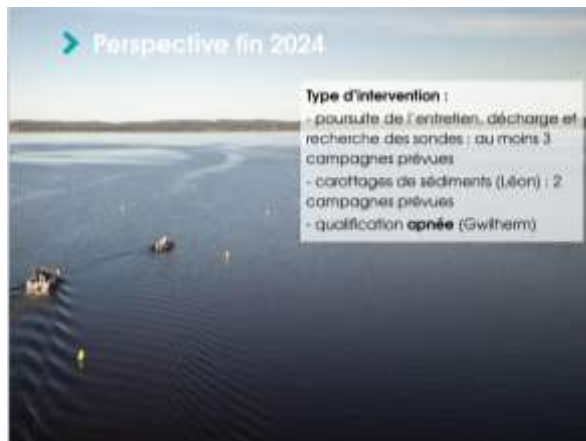 Perspective fin 2024
Type d'intervention :
- poursuite de l'entretien, décharge et
recherche des sondes : au moins 3
campagnes prévues
- carottages de sédiments (Léon) : 2
campagnes prévues
- qualification apnée (Gwilherm)